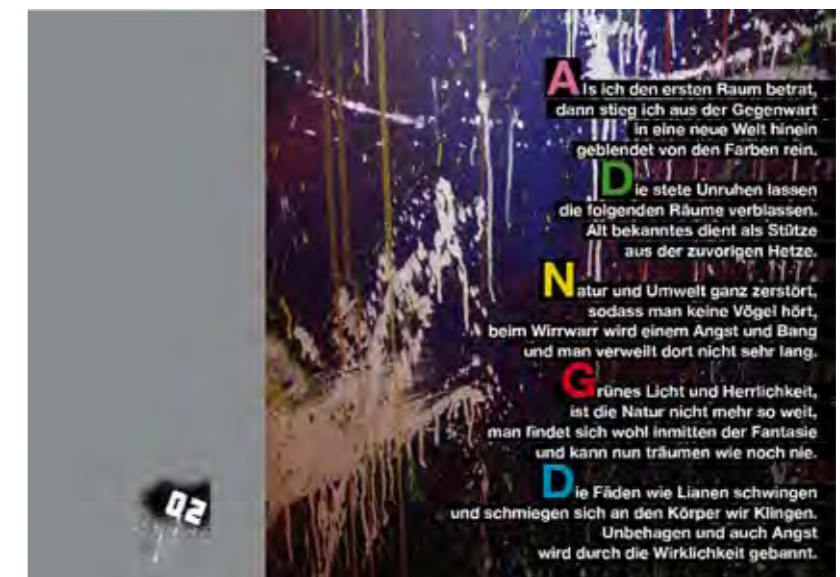 Als ich den ersten Raum betrat,
dann stieg ich aus der Gegenwart
in eine neue Welt hinein
geblendet von den Farben rein.
Die stete Unruhen lassen
die folgenden Räume verblassen.
Alt bekanntes dient als Stütze
aus der zuvorigen Hetze.
Natur und Umwelt ganz zerstört,
sodass man keine Vögel hört,
beim Wirrwarr wird einem Angst und Bang
und man verweilt dort nicht sehr lang.
Grünes Licht und Herrlichkeit,
ist die Natur nicht mehr so weit,
man findet sich wohl inmitten der Fantasie
und kann nun träumen wie noch nie.
Die Fäden wie Lianen schwingen
und schmiegen sich an den Körper wir Klingen.
Unbehagen und auch Angst
wird durch die Wirklichkeit gebannt.
02